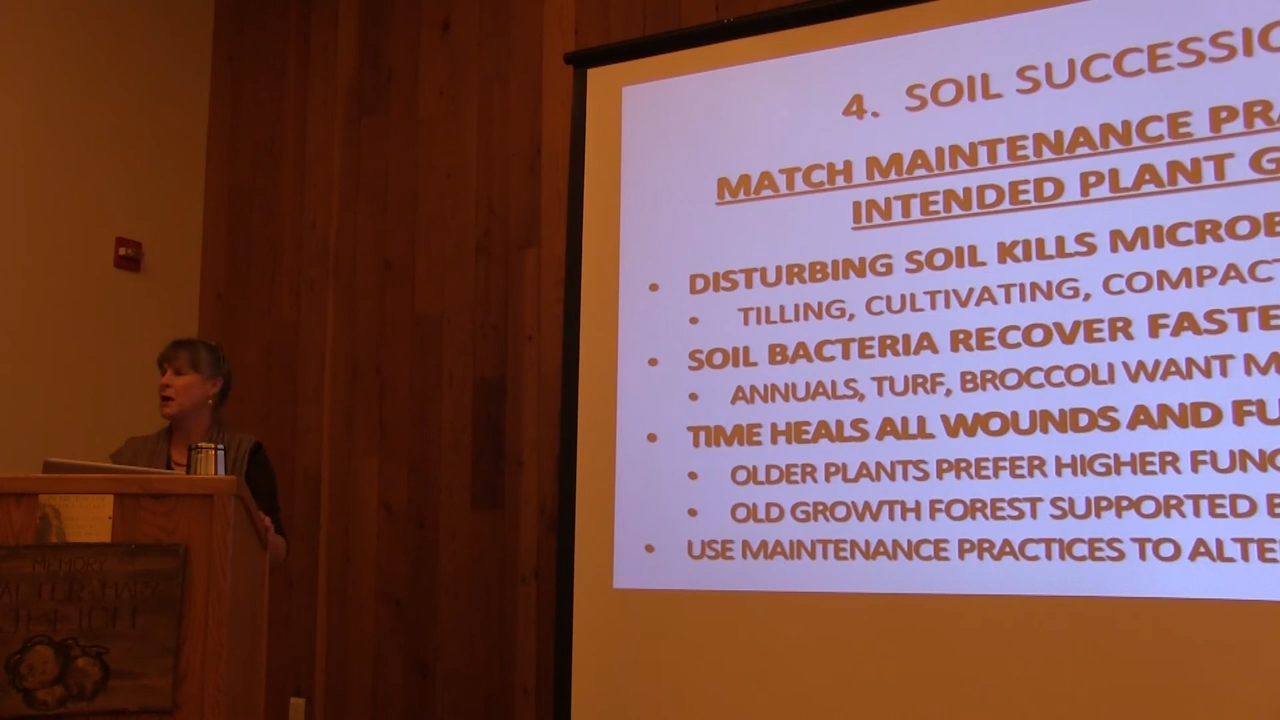 4. SOIL SUCCESSIO
MATCH MAINTENANCE PRA
INTENDED PLANT G
• DISTURBING SOIL KILLS MICROB
• TILLING, CULTIVATING, COMPACT
• SOIL BACTERIA RECOVER FASTE
• ANNUALS, TURF, BROCCOLI WANT M
• TIME HEALS ALL WOUNDS AND FU
• OLDER PLANTS PREFER HIGHER FUNG
• OLD GROWTH FOREST SUPPORTED B
• USE MAINTENANCE PRACTICES TO ALTE
MEMORY